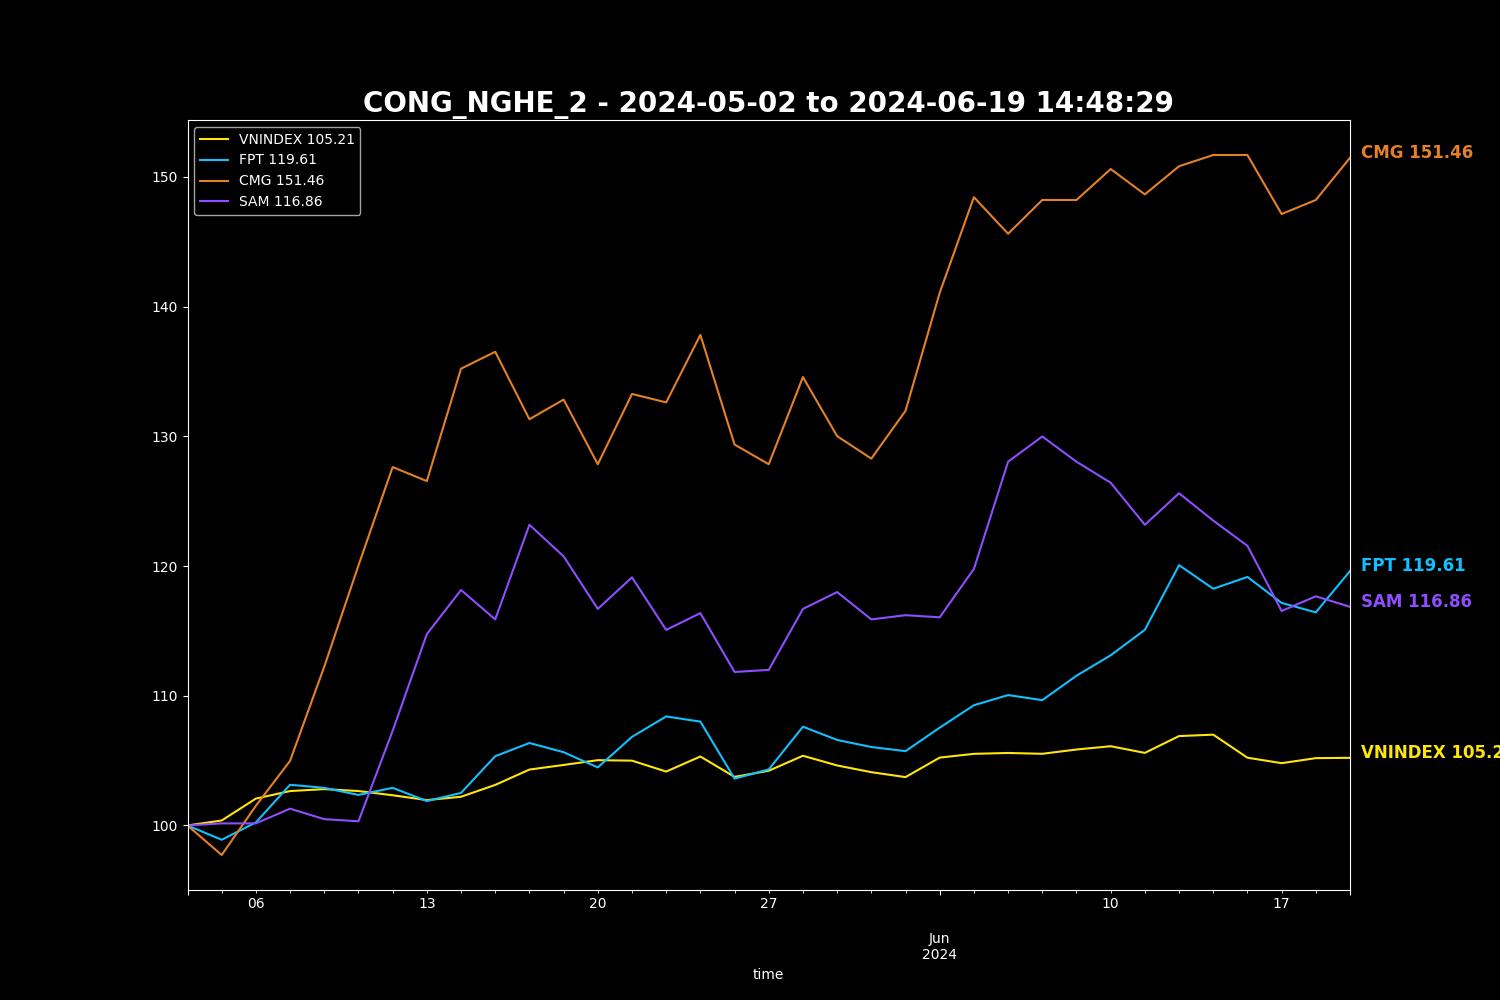 CONG_NGHE_2 - 2024-05-02 to 2024-06-19 14:48:29
VNINDEX 105.21
FPT 119.61
CMG 151.46
SAM 116.86
150
140
130
120
110
100
CMG 151.46
FPT 119.61
SAM 116.86
VNINDEX 105.2
06 13 20 27 10 17
Jun
2024
time